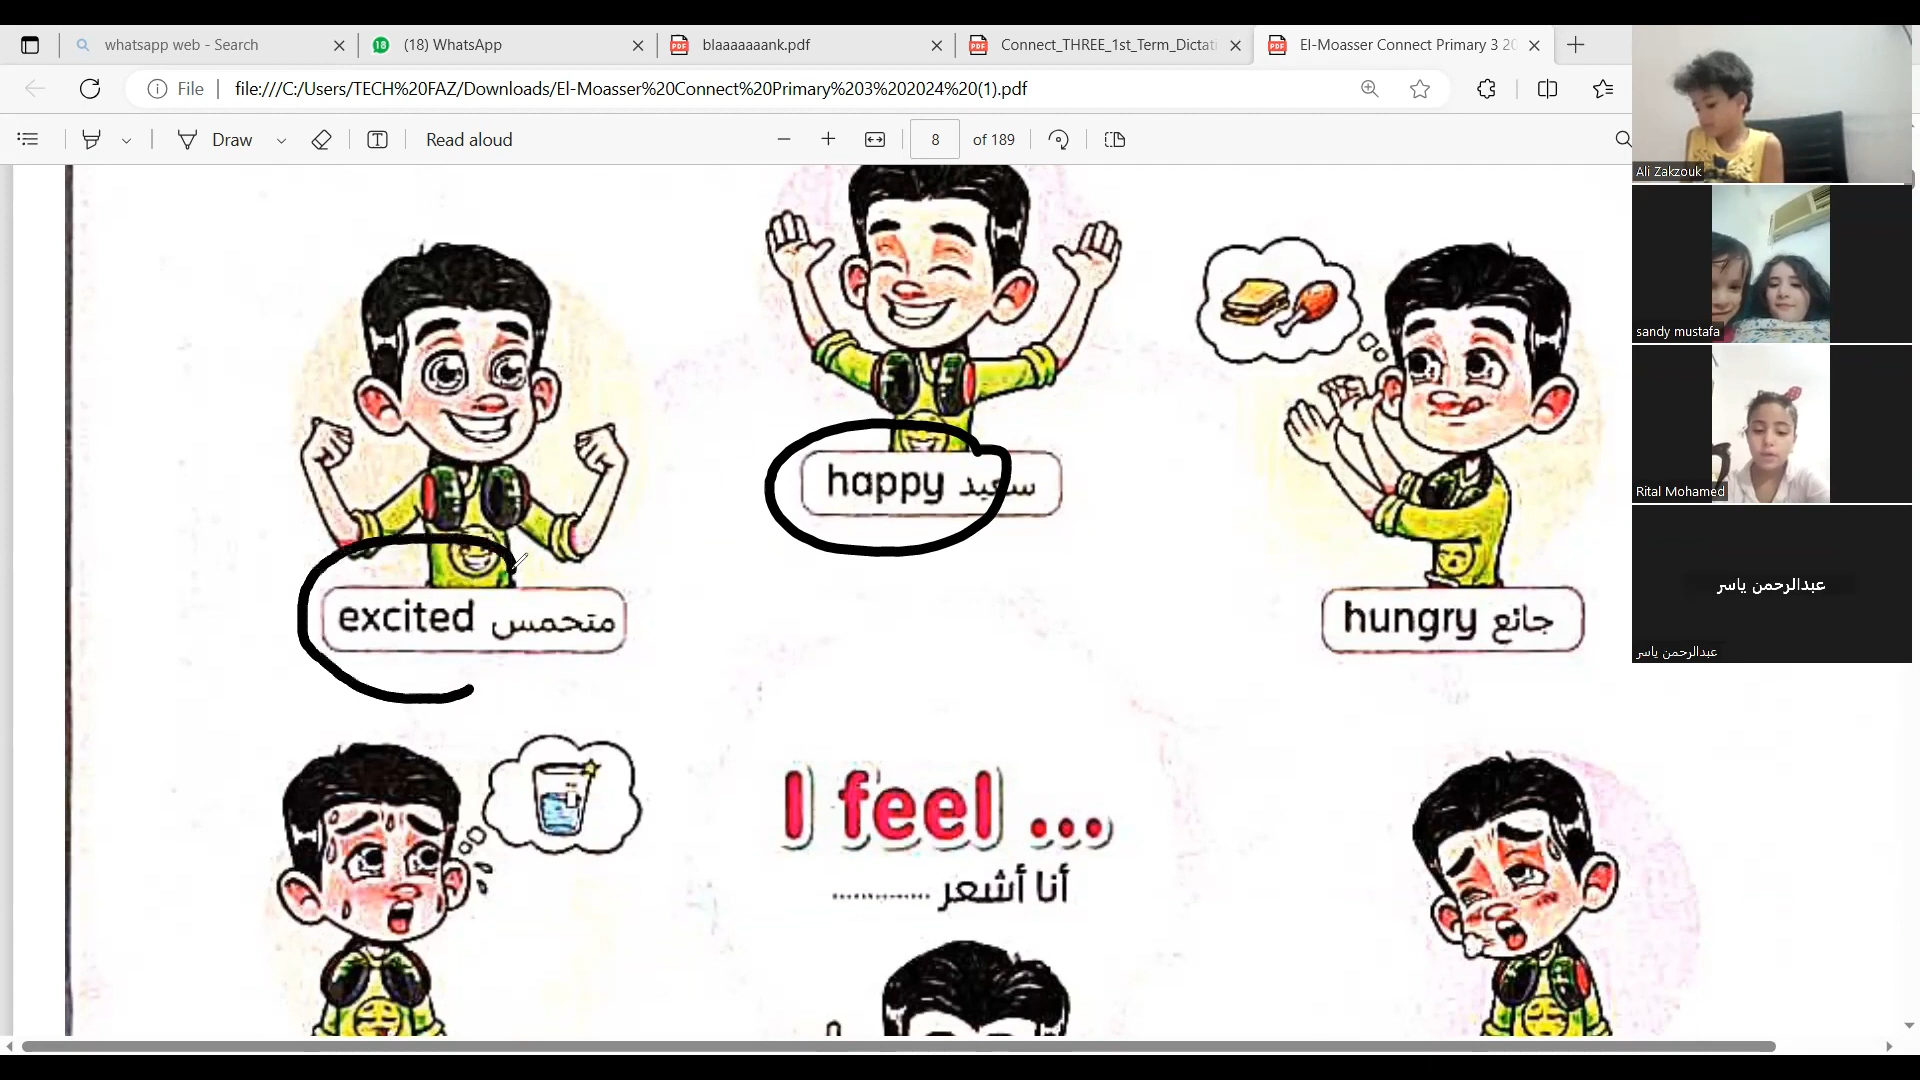 whatsapp web - Search
(18) WhatsApp
blaaaaaaank.pdf
Connect_THREE_1st_Term_Dictati
El-Moasser Connect Primary 3 20
File
file:///C:/Users/TECH%20FAZ/Downloads/El-Moasser%20Connect%20Primary%203%202024%20(1).pdf
Draw
Read aloud
8 of 189
happy سعيد
excited متحمس
hungry جائع
I feel ...
أنا أشعر ............
Ali Zakzouk
sandy mustafa
Rital Mohamed
عبدالرحمن ياسر
عبدالرحمن ياسر